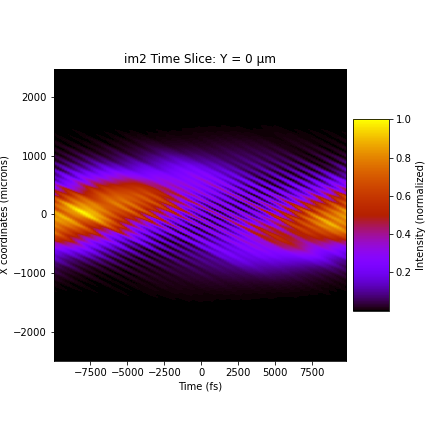 im2 Time Slice: Y = 0 μm
X coordinates (microns)
2000
1000
0
−1000
−2000
−7500 −5000 −2500 0 2500 5000 7500
Time (fs)
1.0
0.8
0.6
0.4
0.2
Intensity (normalized)